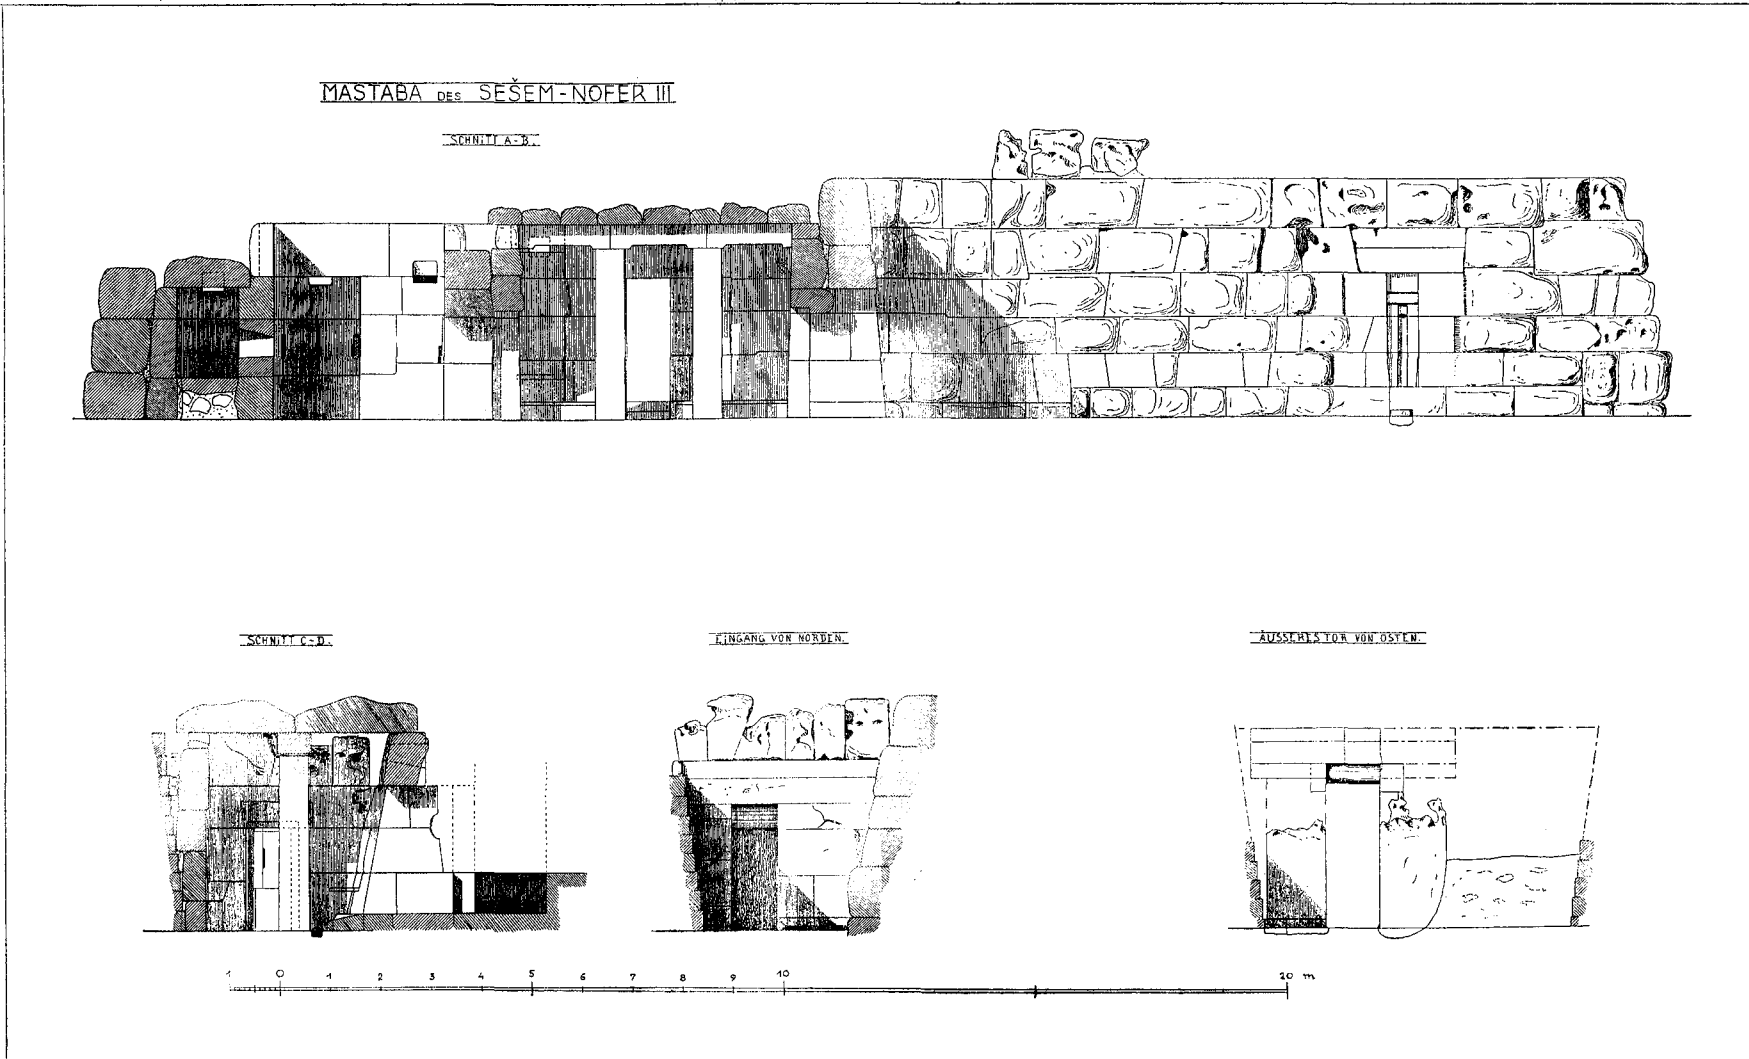 MASTABA DES SEŠEM-NOFER III
SCHNITT A-B.
SCHNITT C-D.
EINGANG VON NORDEN.
ÄUSSERES TOR VON OSTEN.
1 0 1 2 3 4 5 6 7 8 9 10 20 m